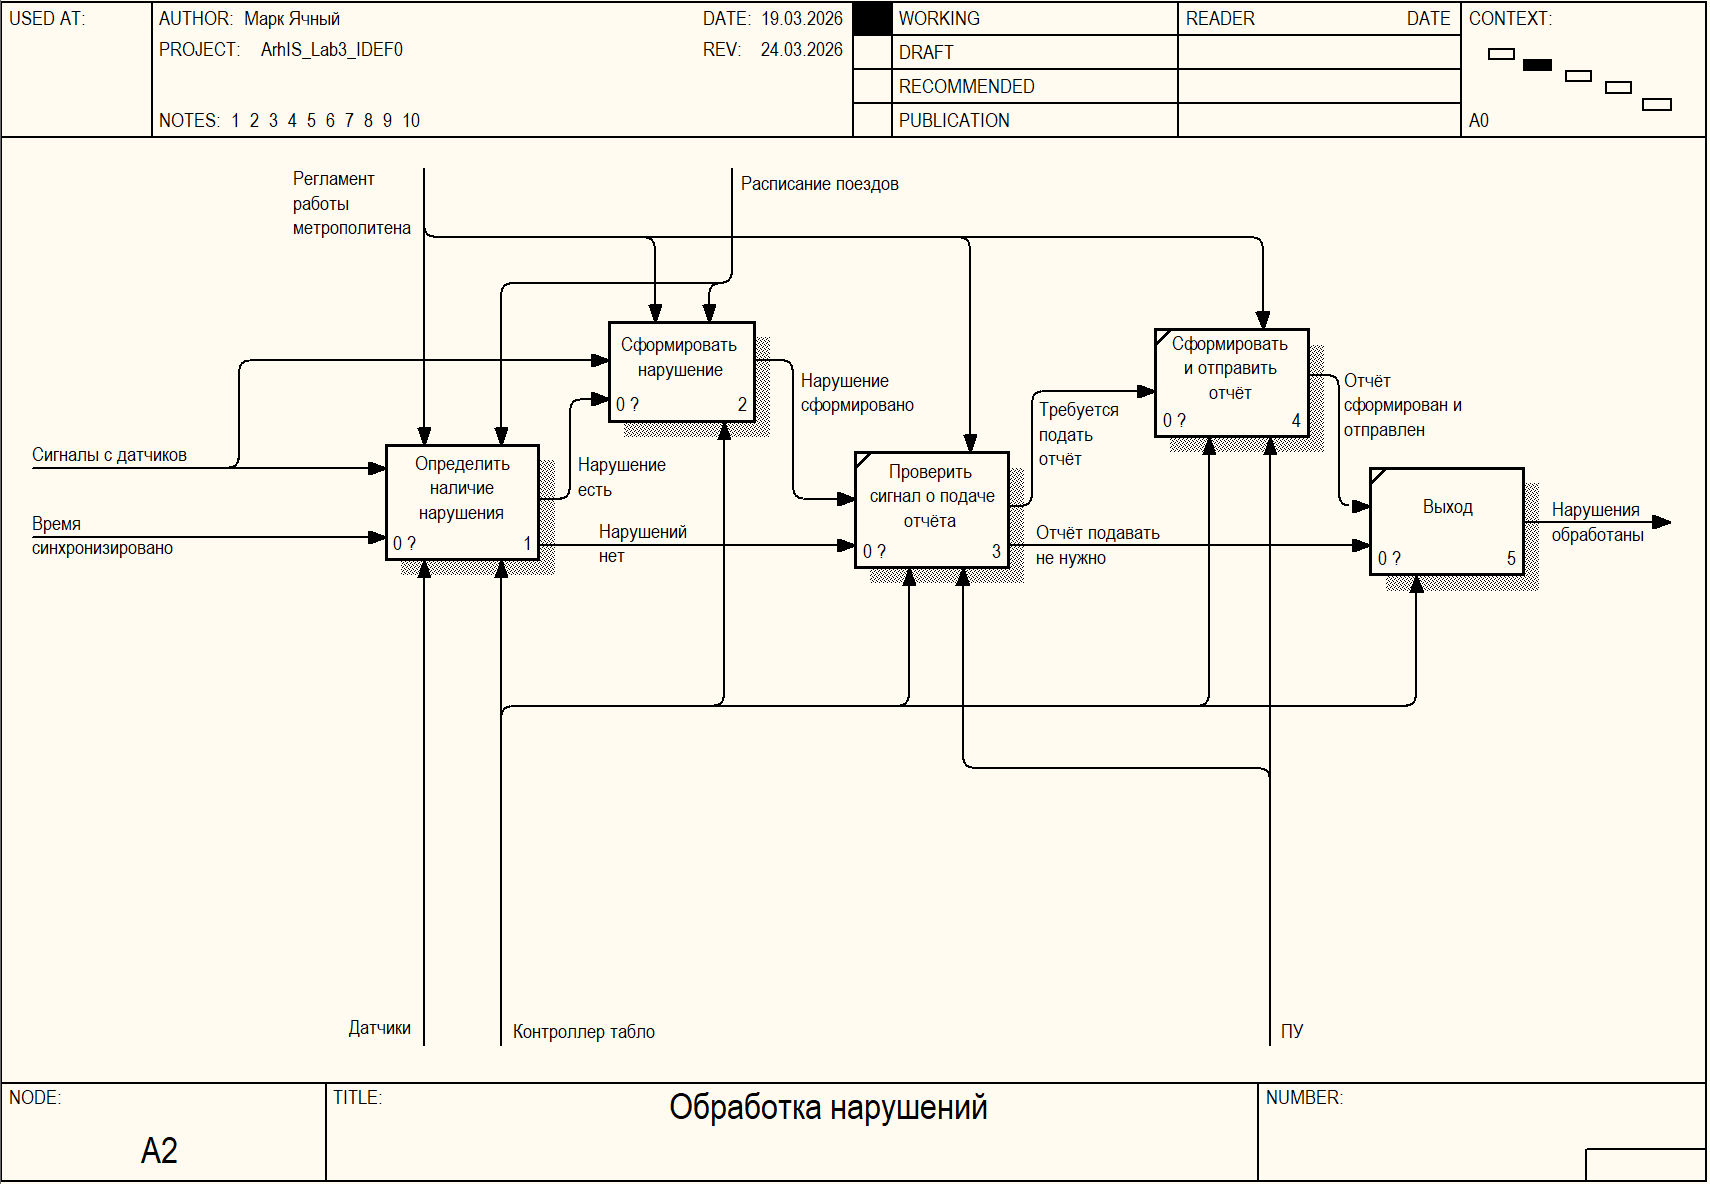 USED AT:
AUTHOR: Марк Ячный
DATE: 19.03.2026
PROJECT: ArhIS_Lab3_IDEF0
REV: 24.03.2026
NOTES: 1 2 3 4 5 6 7 8 9 10
WORKING
DRAFT
RECOMMENDED
PUBLICATION
READER
DATE
CONTEXT:
A0
Регламент
работы
метрополитена
Расписание поездов
Сформировать
нарушение
0 ?
2
Нарушение
сформировано
Сформировать
и отправить
отчёт
0 ?
4
Отчёт
сформирован и
отправлен
Требуется
подать
отчёт
Сигналы с датчиков
Время
синхронизировано
Определить
наличие
нарушения
0 ?
1
Нарушение
есть
Нарушений
нет
Проверить
сигнал о подаче
отчёта
0 ?
3
Отчёт подавать
не нужно
Выход
0 ?
5
Нарушения
обработаны
Датчики
Контроллер табло
ПУ
NODE:
A2
TITLE:
Обработка нарушений
NUMBER: